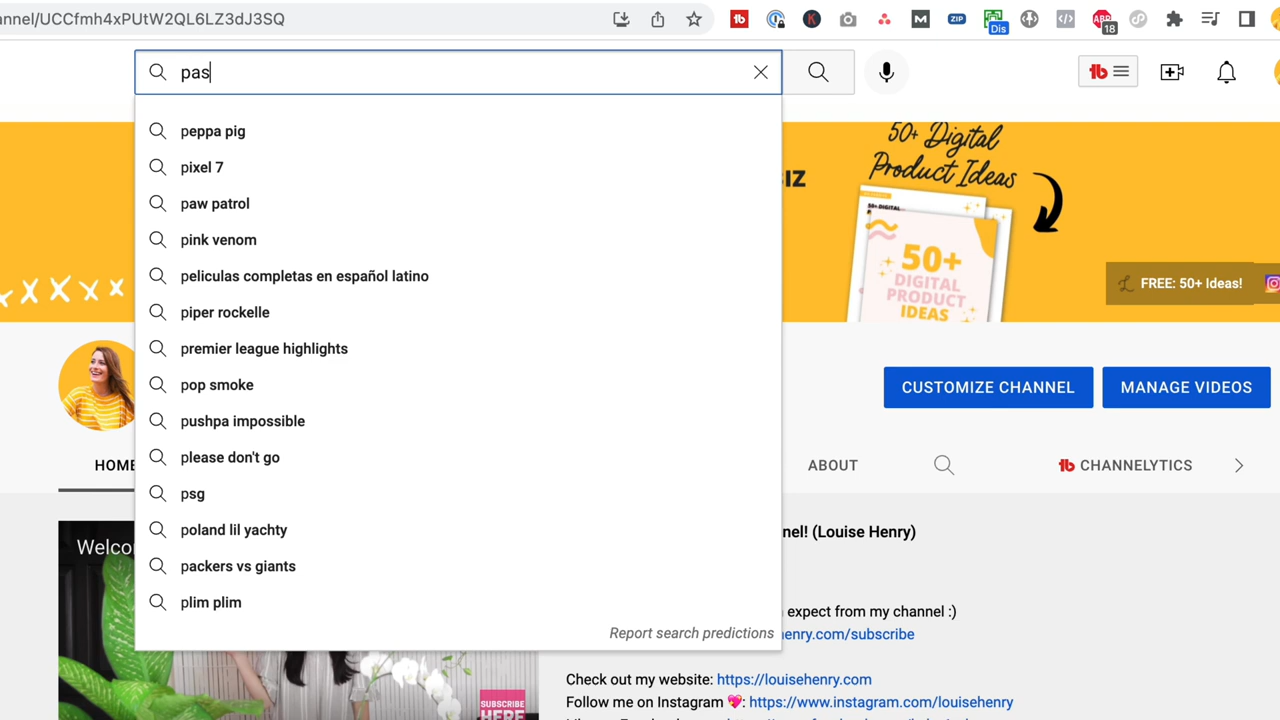 annel/UCCfmh4xPUtW2QL6LZ3dJ3SQ
ZIP
Dis
18
pas
peppa pig
pixel 7
paw patrol
pink venom
peliculas completas en español latino
piper rockelle
premier league highlights
pop smoke
pushpa impossible
please don't go
psg
poland lil yachty
packers vs giants
plim plim
Report search predictions
IZ
50+ Digital
Product Ideas
50+
DIGITAL
PRODUCT
IDEAS
FREE: 50+ Ideas!
CUSTOMIZE CHANNEL
MANAGE VIDEOS
HOME
ABOUT
CHANNELYTICS
Welco
nel! (Louise Henry)
expect from my channel :)
enry.com/subscribe
Check out my website: https://louisehenry.com
Follow me on Instagram 💖: https://www.instagram.com/louisehenry
SUBSCRIBE
HERE